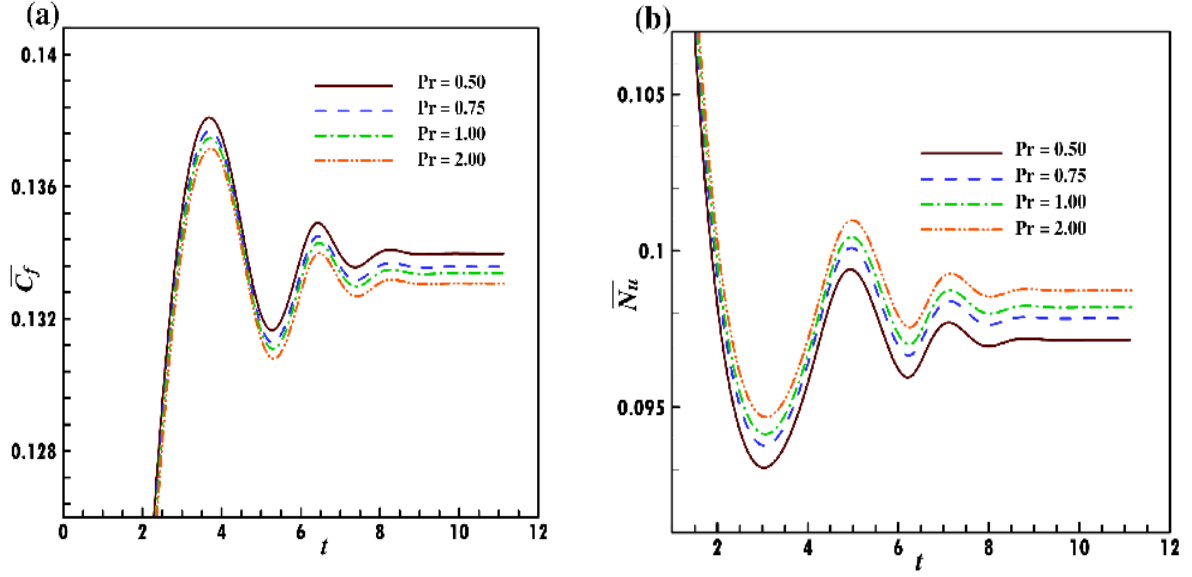 (a)
0.14
0.136
0.132
0.128
C̅f
Pr = 0.50
Pr = 0.75
Pr = 1.00
Pr = 2.00
0 2 4 6 8 10 12
t
(b)
0.105
0.1
0.095
N̅u
Pr = 0.50
Pr = 0.75
Pr = 1.00
Pr = 2.00
2 4 6 8 10 12
t